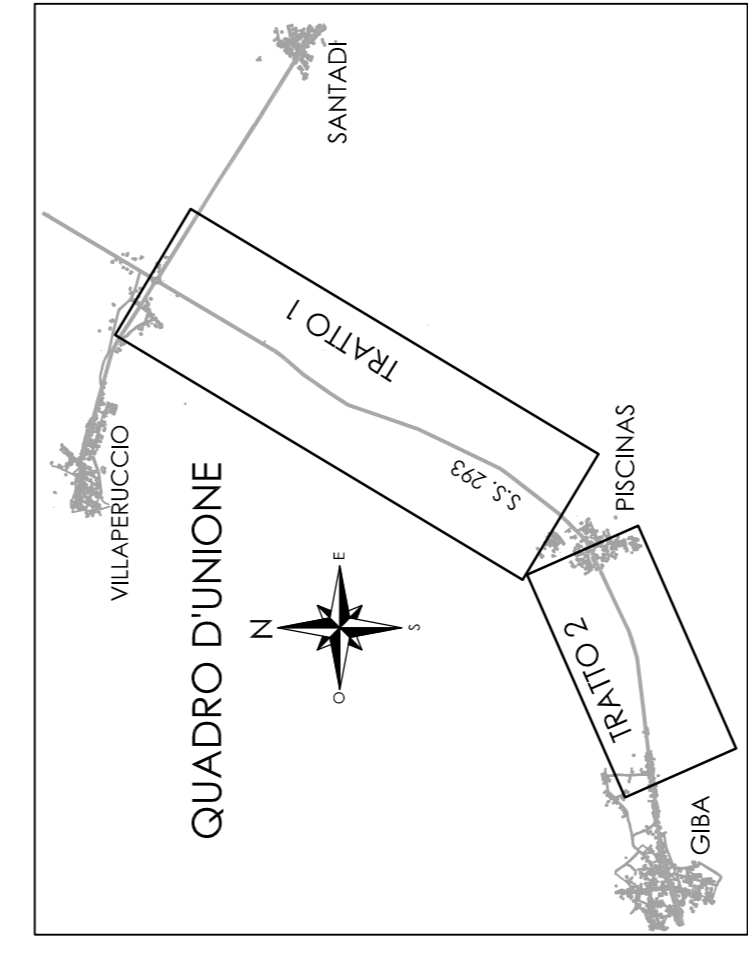 QUADRO D'UNIONE
VILLAPERUCCIO
SANTADI
TRATTO 1
S.S. 293
N
O
E
S
PISCINAS
TRATTO 2
GIBA